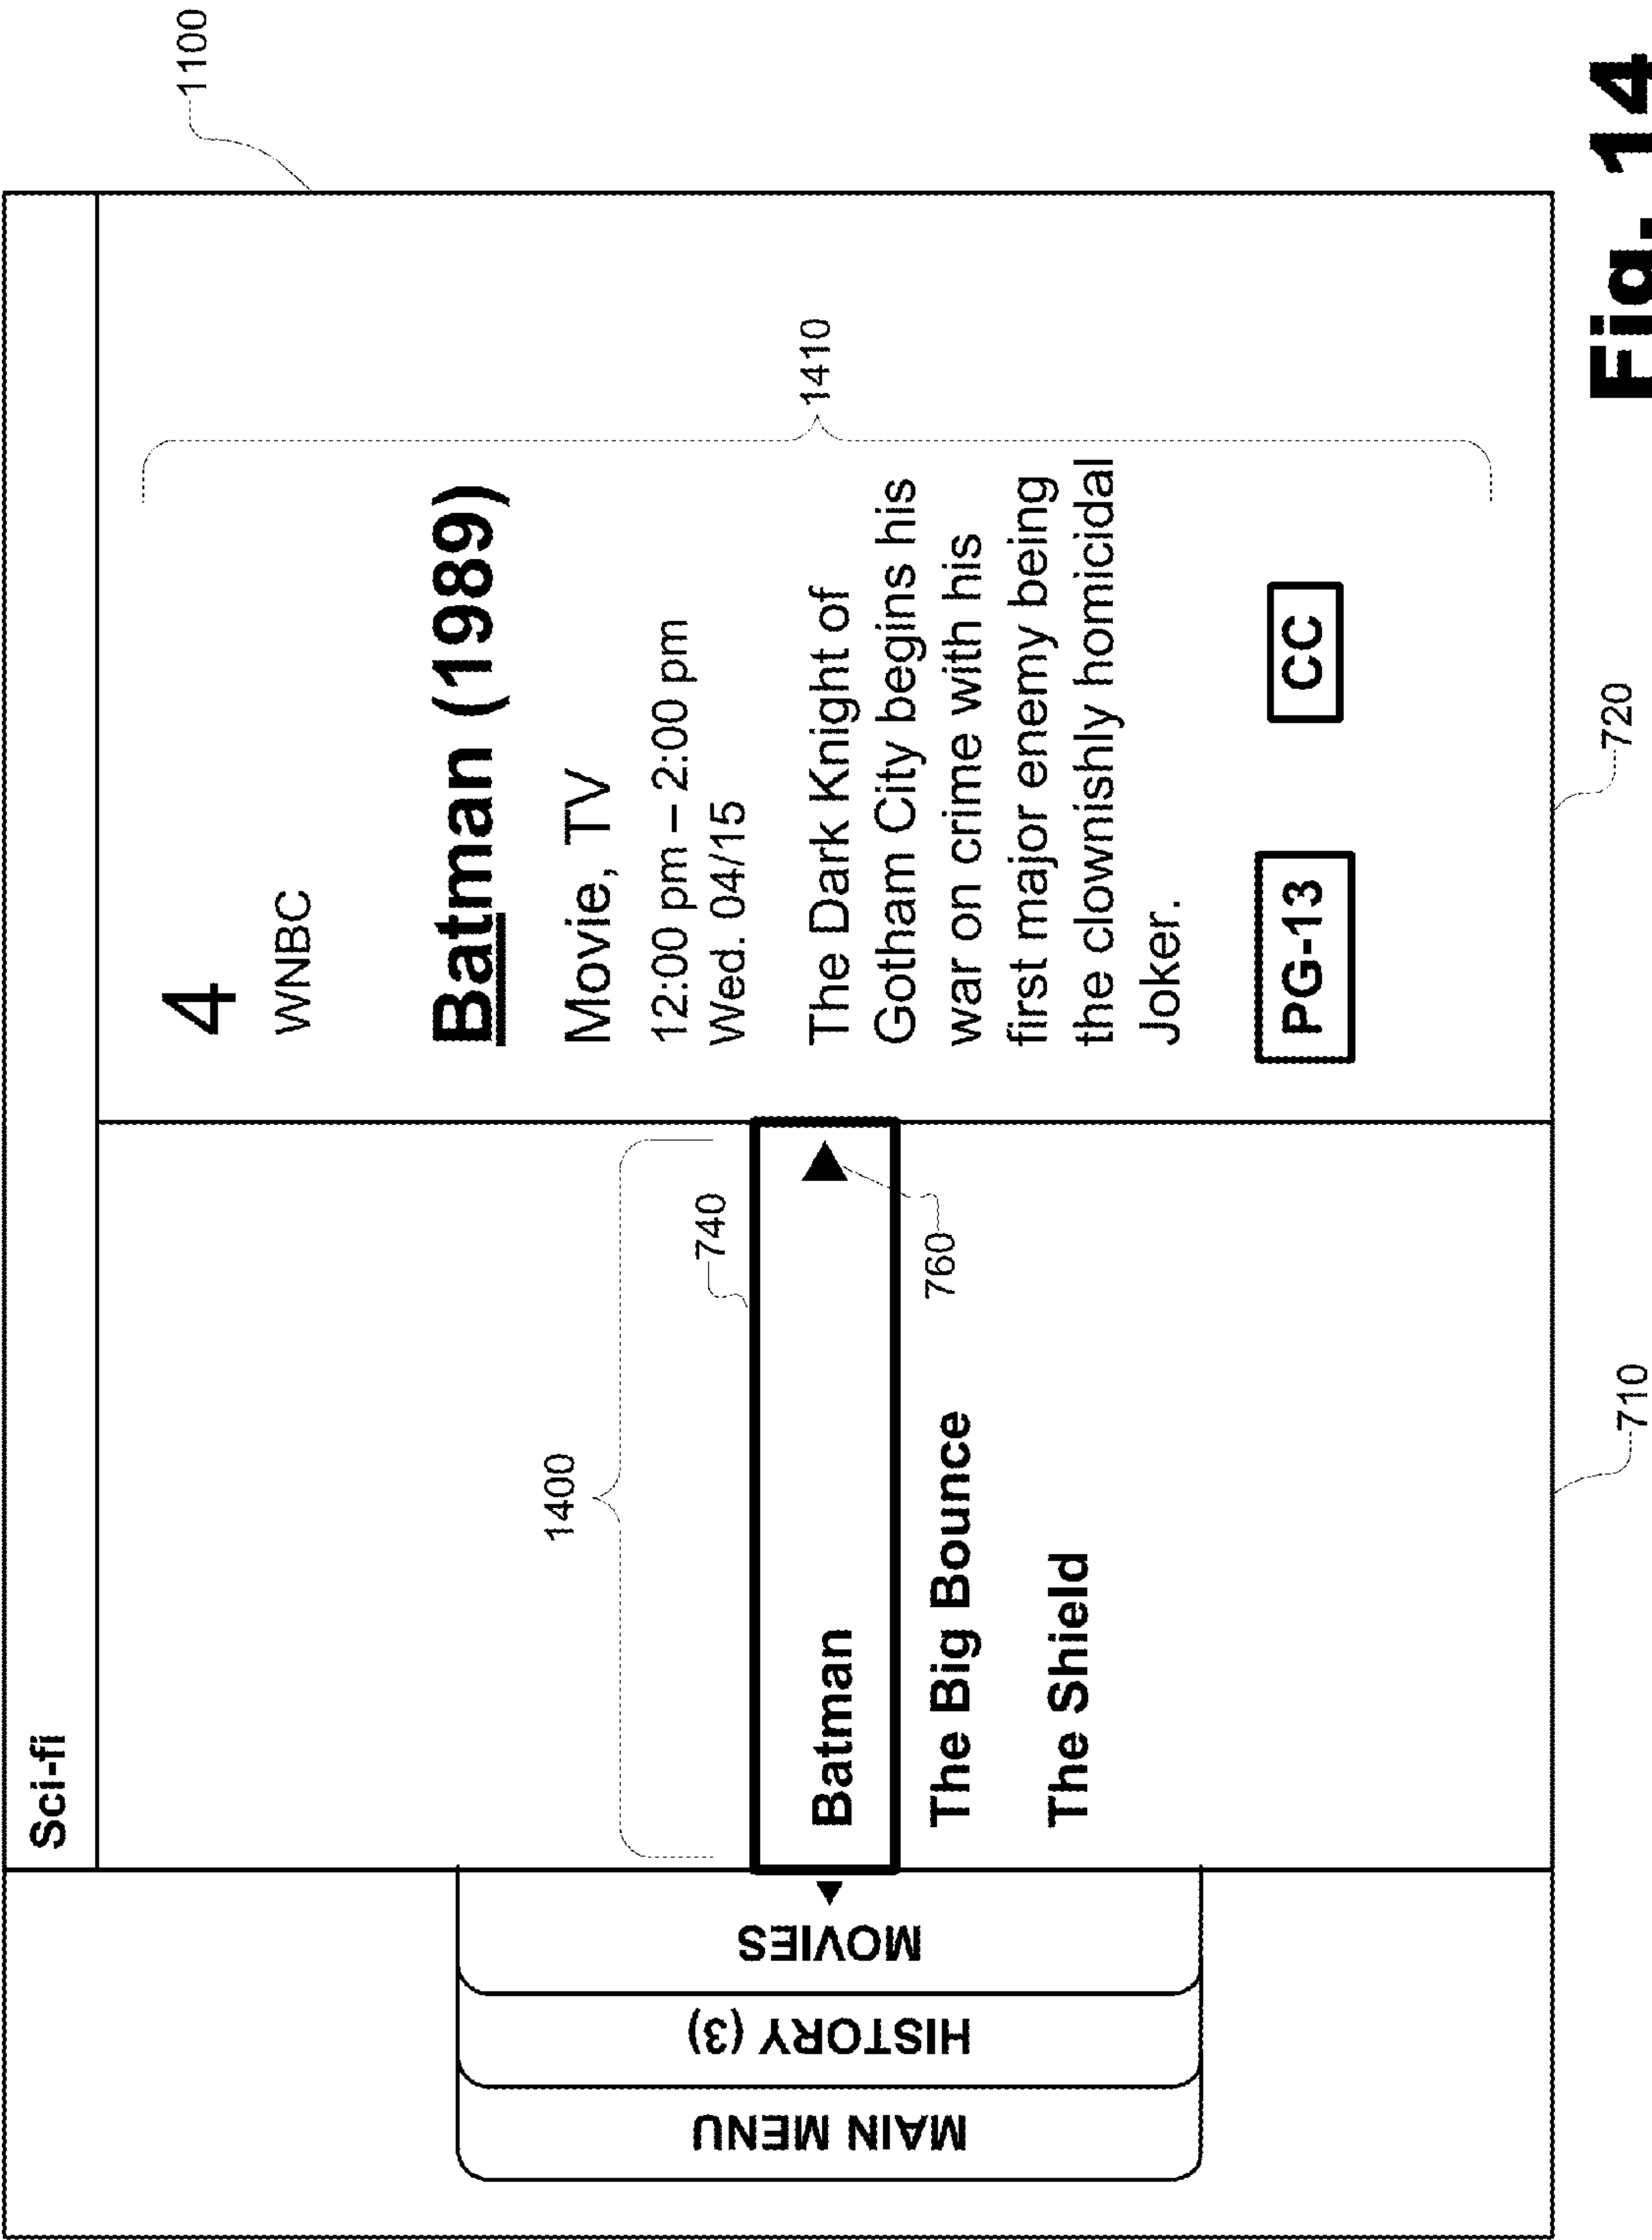 Sci-fi
1100
MAIN MENU
HISTORY (3)
MOVIES
1400
740
Batman
760
The Big Bounce
The Shield
4
WNBC
Batman (1989)
Movie, TV
12:00 pm – 2:00 pm
Wed. 04/15
The Dark Knight of
Gotham City begins his
war on crime with his
first major enemy being
the clownishly homicidal
Joker.
PG-13
CC
1410
710
720
Fig. 14